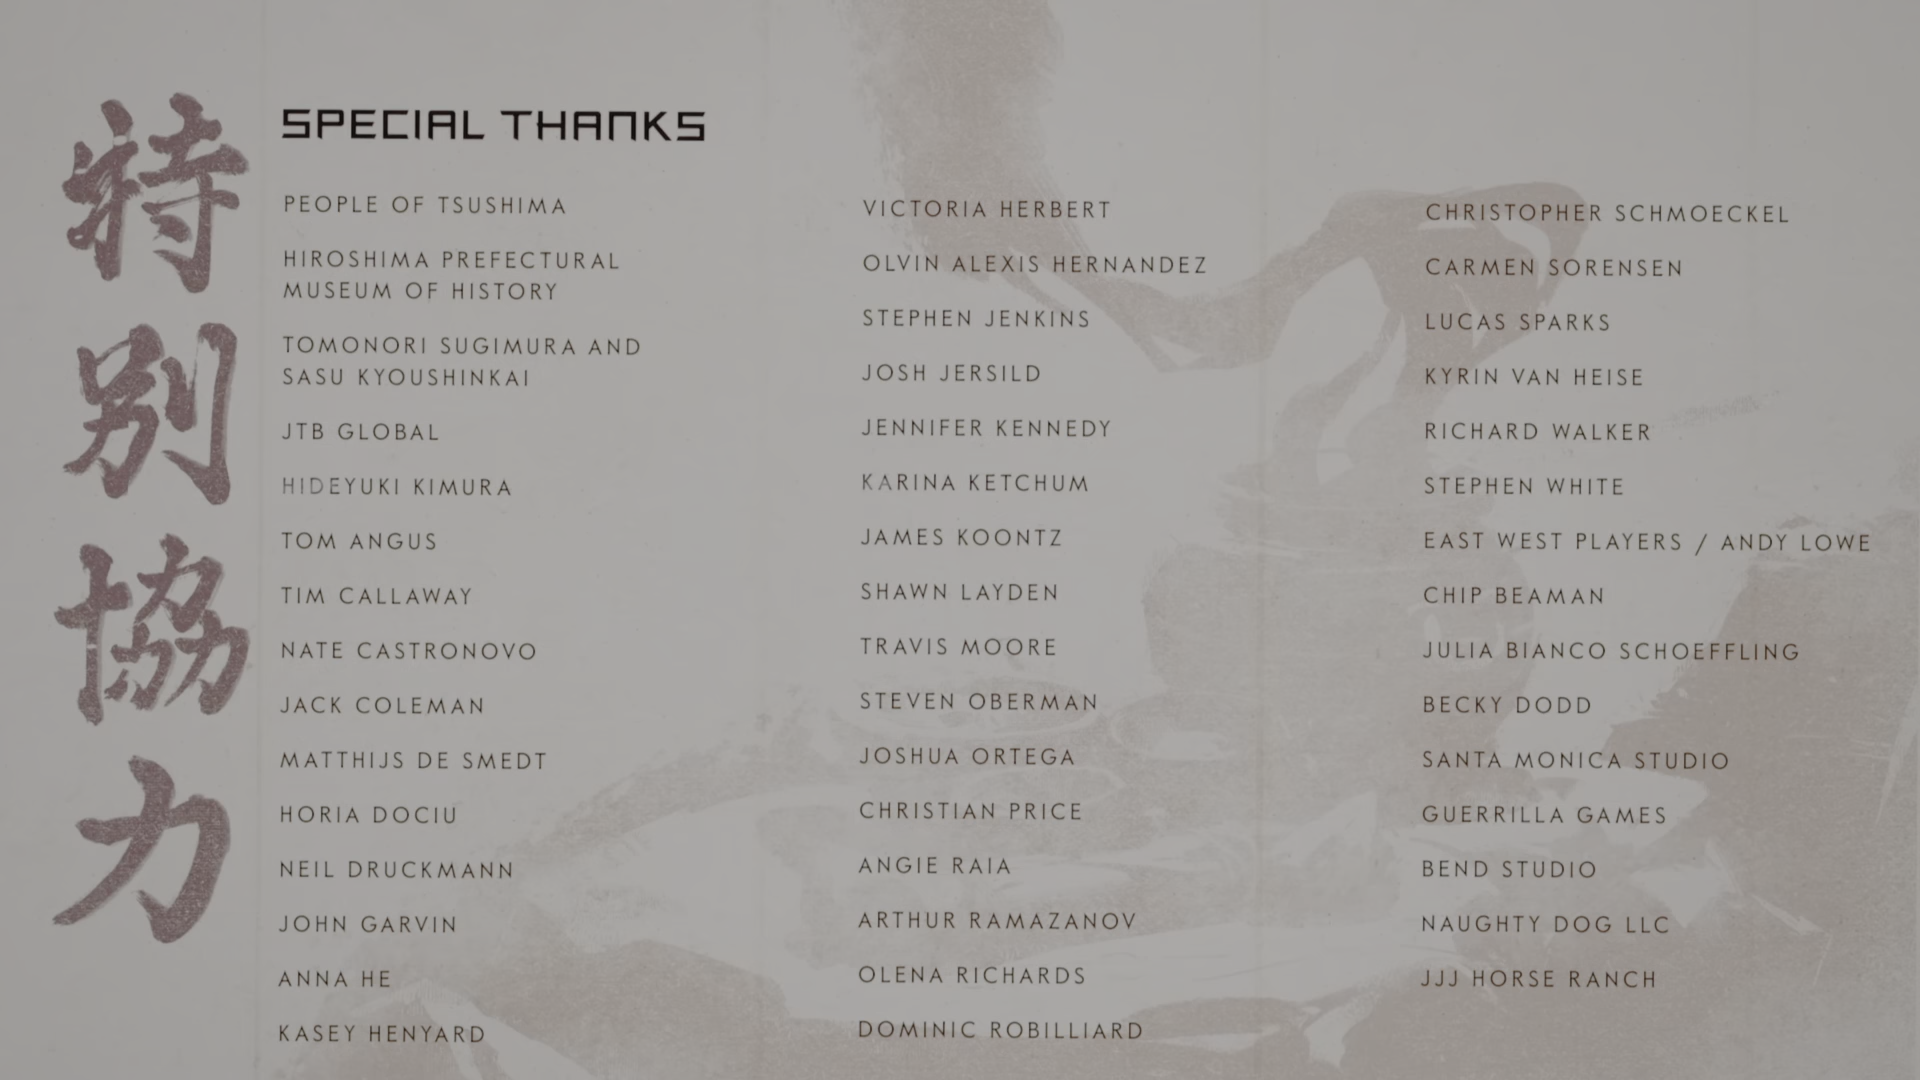 特別協力
SPECIAL THANKS
PEOPLE OF TSUSHIMA
HIROSHIMA PREFECTURAL
MUSEUM OF HISTORY
TOMONORI SUGIMURA AND
SASU KYOUSHINKAI
JTB GLOBAL
HIDEYUKI KIMURA
TOM ANGUS
TIM CALLAWAY
NATE CASTRONOVO
JACK COLEMAN
MATTHIJS DE SMEDT
HORIA DOCIU
NEIL DRUCKMANN
JOHN GARVIN
ANNA HE
KASEY HENYARD
VICTORIA HERBERT
OLVIN ALEXIS HERNANDEZ
STEPHEN JENKINS
JOSH JERSILD
JENNIFER KENNEDY
KARINA KETCHUM
JAMES KOONTZ
SHAWN LAYDEN
TRAVIS MOORE
STEVEN OBERMAN
JOSHUA ORTEGA
CHRISTIAN PRICE
ANGIE RAIA
ARTHUR RAMAZANOV
OLENA RICHARDS
DOMINIC ROBILLIARD
CHRISTOPHER SCHMOECKEL
CARMEN SORENSEN
LUCAS SPARKS
KYRIN VAN HEISE
RICHARD WALKER
STEPHEN WHITE
EAST WEST PLAYERS / ANDY LOWE
CHIP BEAMAN
JULIA BIANCO SCHOEFFLING
BECKY DODD
SANTA MONICA STUDIO
GUERRILLA GAMES
BEND STUDIO
NAUGHTY DOG LLC
JJJ HORSE RANCH